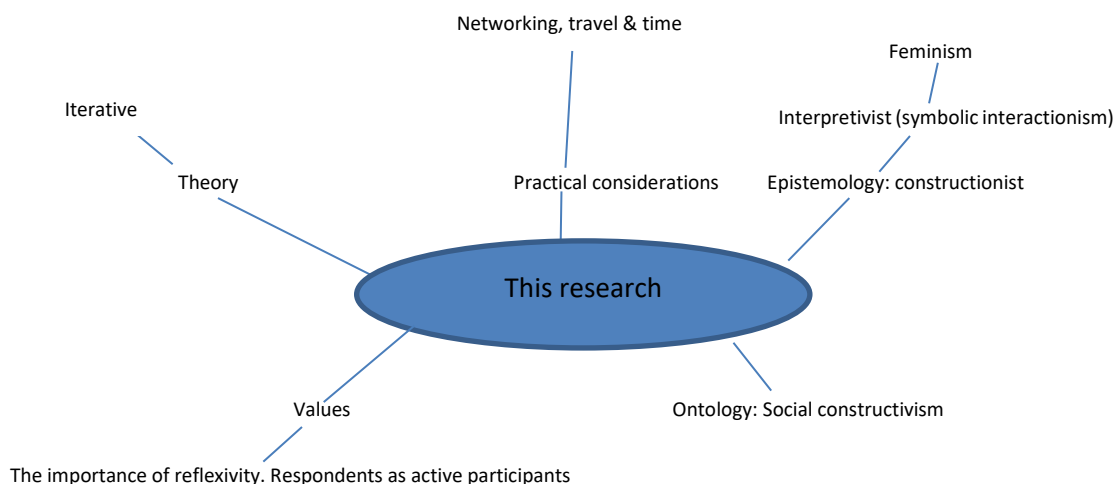 Networking, travel & time
Feminism
Iterative
Interpretivist (symbolic interactionism)
Theory
Practical considerations
Epistemology: constructionist
This research
Values
Ontology: Social constructivism
The importance of reflexivity. Respondents as active participants